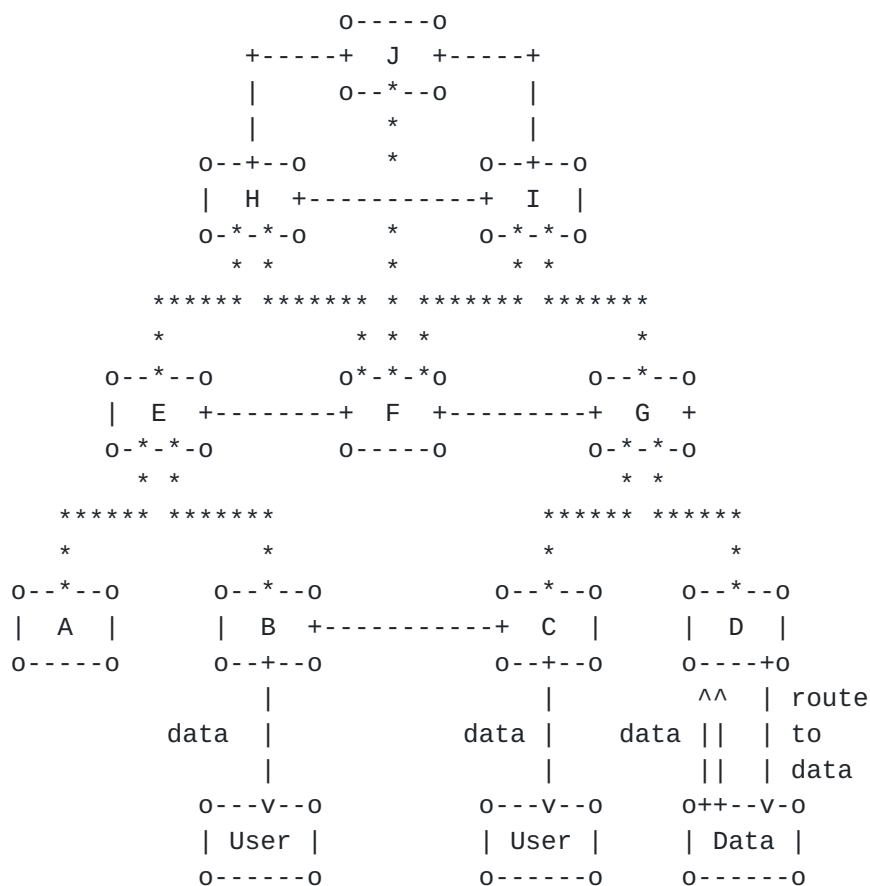 J
H I
E F G
A B C D
route
data data data to
data
User User Data